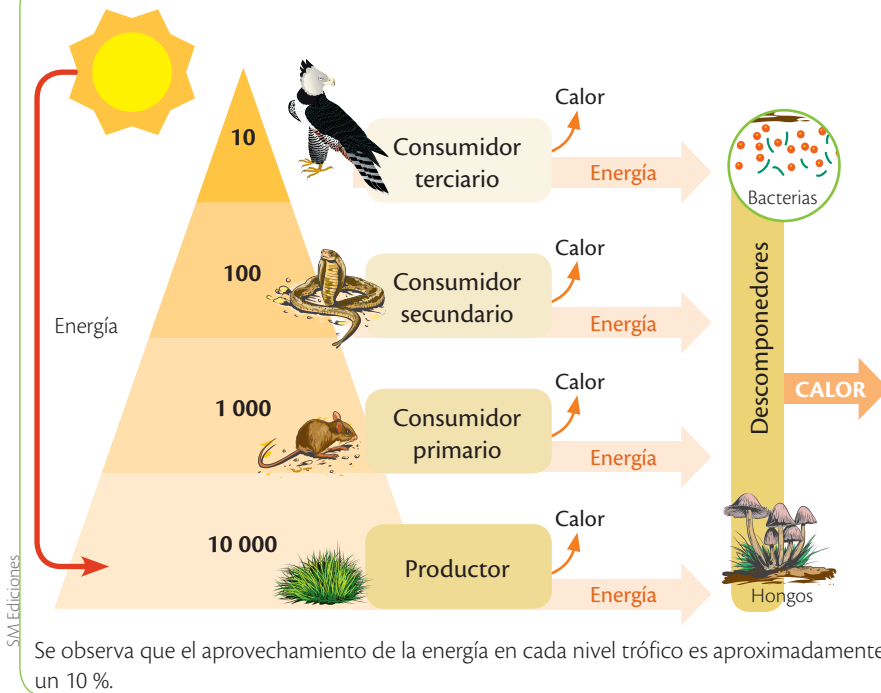 10
Consumidor
terciario
Calor
Energía
Bacterias
100
Consumidor
secundario
Calor
Energía
Energía
1 000
Consumidor
primario
Calor
Energía
Descomponedores
CALOR
10 000
Productor
Calor
Energía
Hongos
SM Ediciones
Se observa que el aprovechamiento de la energía en cada nivel trófico es aproximadamente
un 10 %.